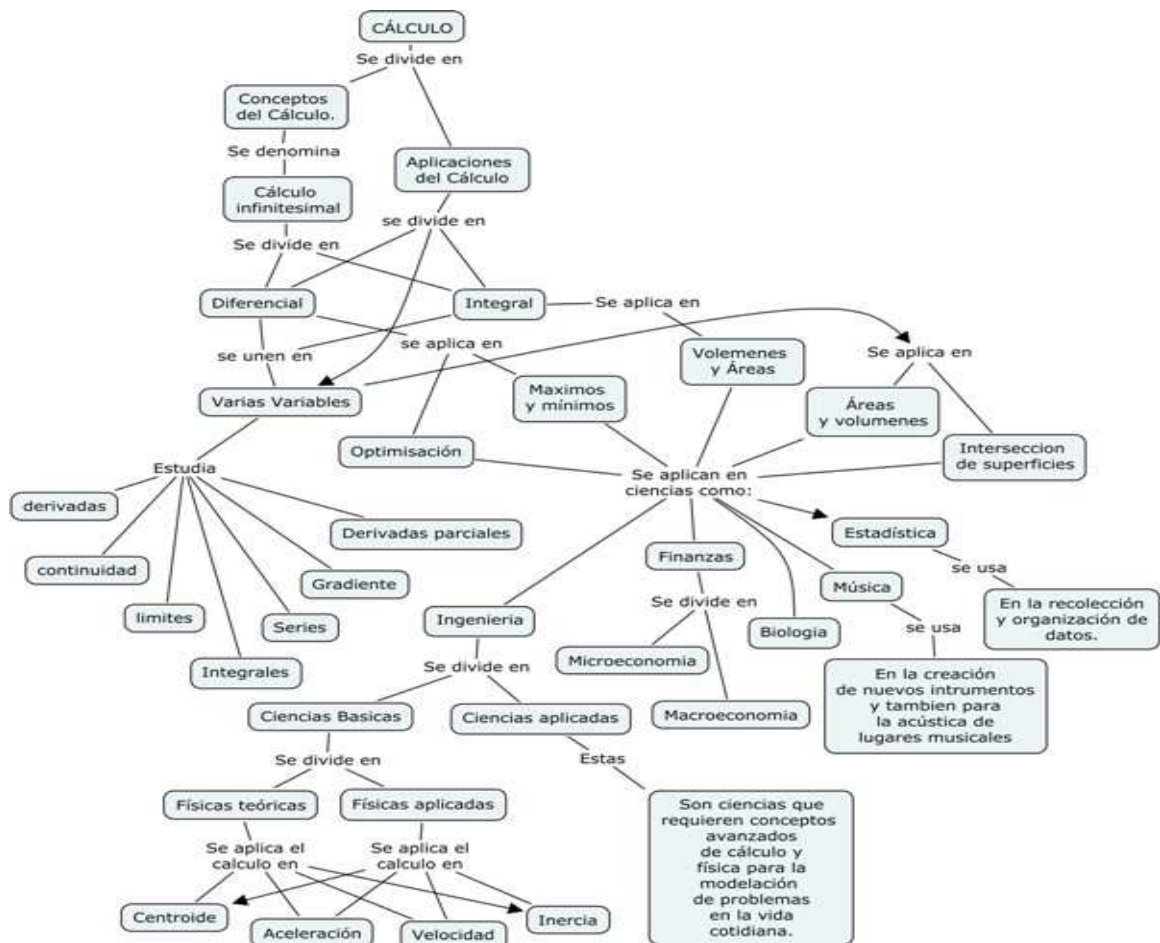 CÁLCULO
Se divide en
Conceptos
del Cálculo.
Se denomina
Cálculo
infinitesimal
Se divide en
Aplicaciones
del Cálculo
se divide en
Diferencial
Integral
Se aplica en
se unen en
se aplica en
Volemenes
y Áreas
Se aplica en
Varias Variables
Maximos
y mínimos
Áreas
y volumenes
Optimisación
Interseccion
de superficies
Estudia
Se aplican en
ciencias como:
derivadas
continuidad
limites
Integrales
Series
Gradiente
Derivadas parciales
Estadística
se usa
En la recolección
y organización de
datos.
Finanzas
Se divide en
Microeconomia
Macroeconomia
Biologia
Música
se usa
En la creación
de nuevos intrumentos
y tambien para
la acústica de
lugares musicales
Ingenieria
Se divide en
Ciencias Basicas
Ciencias aplicadas
Se divide en
Estas
Físicas teóricas
Físicas aplicadas
Son ciencias que
requieren conceptos
avanzados
de cálculo y
física para la
modelación
de problemas
en la vida
cotidiana.
Se aplica el
calculo en
Se aplica el
calculo en
Centroide
Aceleración
Velocidad
Inercia